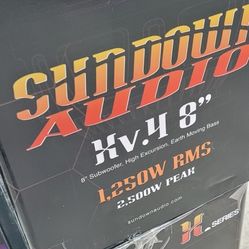 SUNDOWN
AUDIO
Xv.4 8"
8" Subwoofer, High Excursion, Earth Moving Bass
1,250W RMS
2,500W PEAK
sundownaudio.com
X SERIES